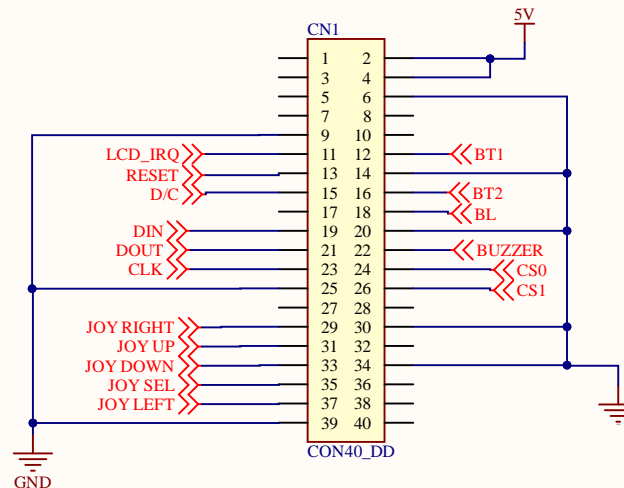 5V
CN1
1 2
3 4
5 6
7 8
9 10
LCD_IRQ 11 12 BT1
RESET 13 14
D/C 15 16 BT2
17 18 BL
DIN 19 20
DOUT 21 22 BUZZER
CLK 23 24 CS0
25 26 CS1
27 28
JOY RIGHT 29 30
JOY UP 31 32
JOY DOWN 33 34
JOY SEL 35 36
JOY LEFT 37 38
39 40
CON40_DD
GND